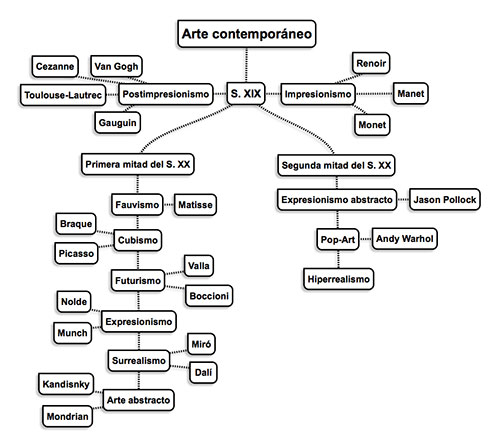 Arte contemporáneo
Renoir
Cezanne
Van Gogh
Toulouse-Lautrec
Postimpresionismo
S. XIX
Impresionismo
Manet
Gauguin
Monet
Primera mitad del S. XX
Segunda mitad del S. XX
Fauvismo
Matisse
Expresionismo abstracto
Jason Pollock
Braque
Cubismo
Picasso
Pop-Art
Andy Warhol
Valla
Futurismo
Boccioni
Hiperrealismo
Nolde
Expresionismo
Munch
Miró
Surrealismo
Dalí
Kandisnky
Arte abstracto
Mondrian